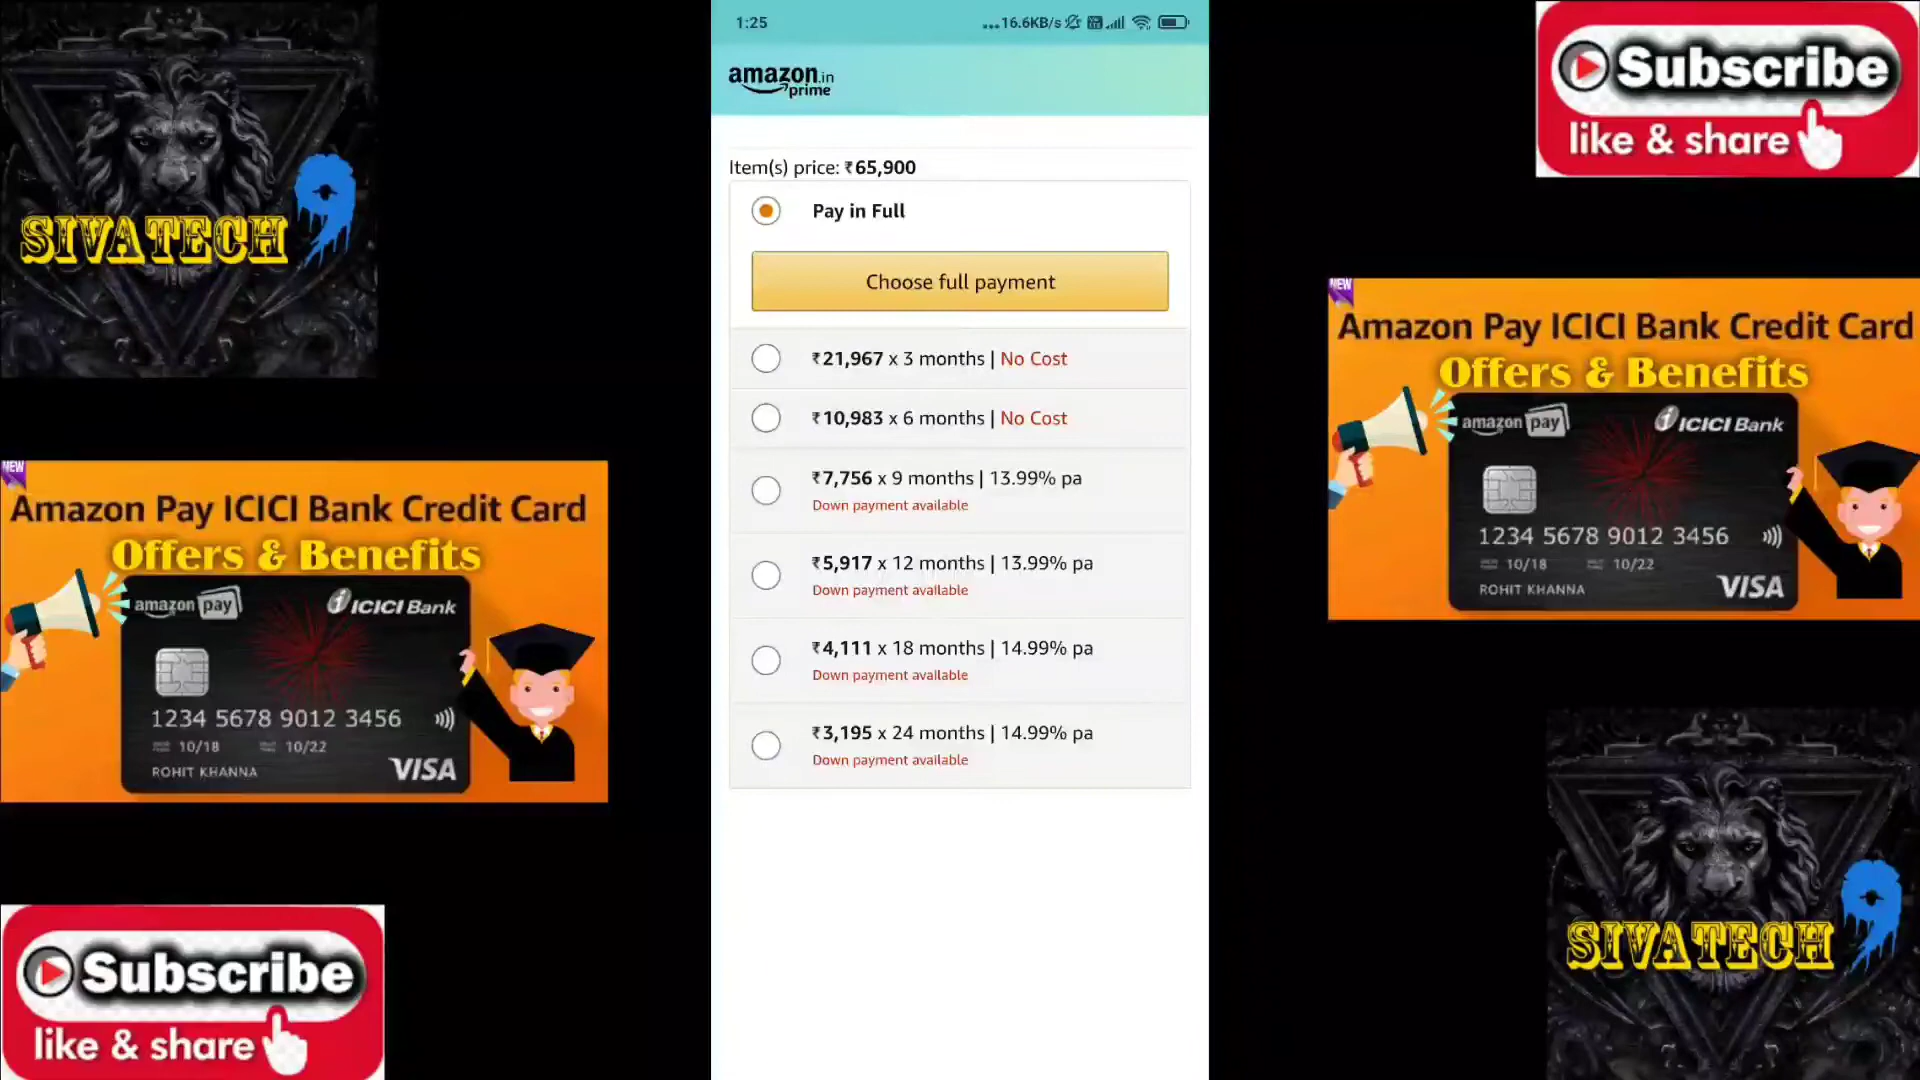 1:25
16.6KB/s
amazon.in
prime
Item(s) price: ₹65,900
Pay in Full
Choose full payment
₹21,967 x 3 months | No Cost
₹10,983 x 6 months | No Cost
₹7,756 x 9 months | 13.99% pa
Down payment available
₹5,917 x 12 months | 13.99% pa
Down payment available
₹4,111 x 18 months | 14.99% pa
Down payment available
₹3,195 x 24 months | 14.99% pa
Down payment available
SIVATECH 9
NEW
Amazon Pay ICICI Bank Credit Card
Offers & Benefits
amazon pay
ICICI Bank
1234 5678 9012 3456
10/18 10/22
ROHIT KHANNA
VISA
Subscribe
like & share
Subscribe
like & share
NEW
Amazon Pay ICICI Bank Credit Card
Offers & Benefits
amazon pay
ICICI Bank
1234 5678 9012 3456
10/18 10/22
ROHIT KHANNA
VISA
SIVATECH 9